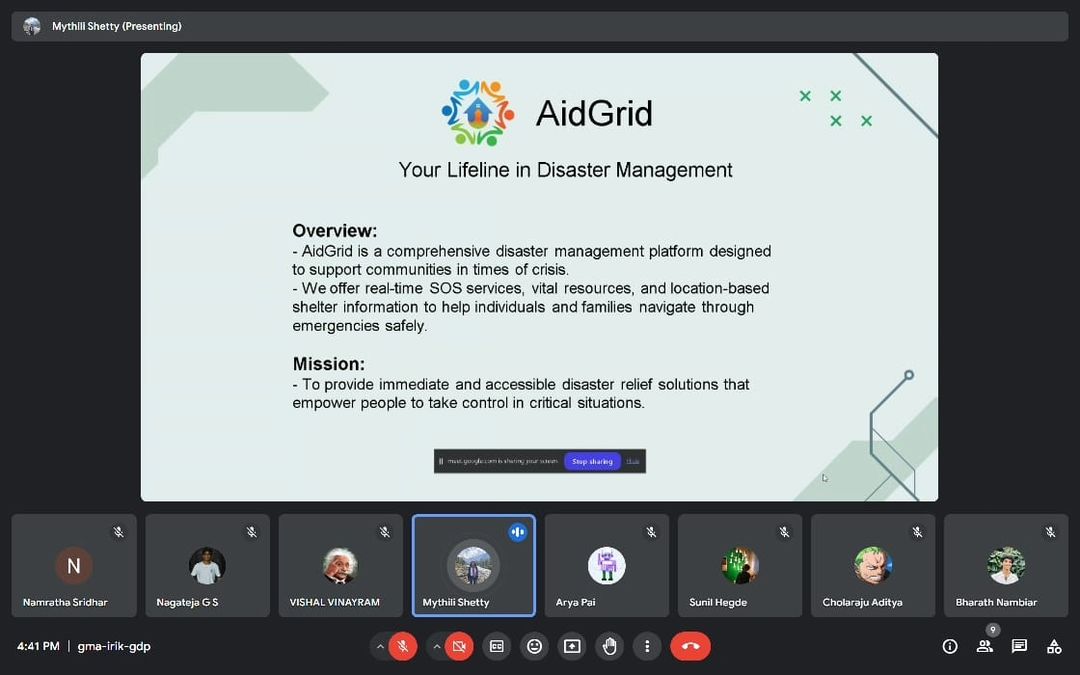 Mythili Shetty (Presenting)
AidGrid
Your Lifeline in Disaster Management
Overview:
- AidGrid is a comprehensive disaster management platform designed
to support communities in times of crisis.
- We offer real-time SOS services, vital resources, and location-based
shelter information to help individuals and families navigate through
emergencies safely.
Mission:
- To provide immediate and accessible disaster relief solutions that
empower people to take control in critical situations.
meet.google.com is sharing your screen. Stop sharing Hide
N
Namratha Sridhar
Nagateja G S
VISHAL VINAYRAM
Mythili Shetty
Arya Pai
Sunil Hegde
Cholaraju Aditya
Bharath Nambiar
9
4:41 PM | gma-irik-gdp